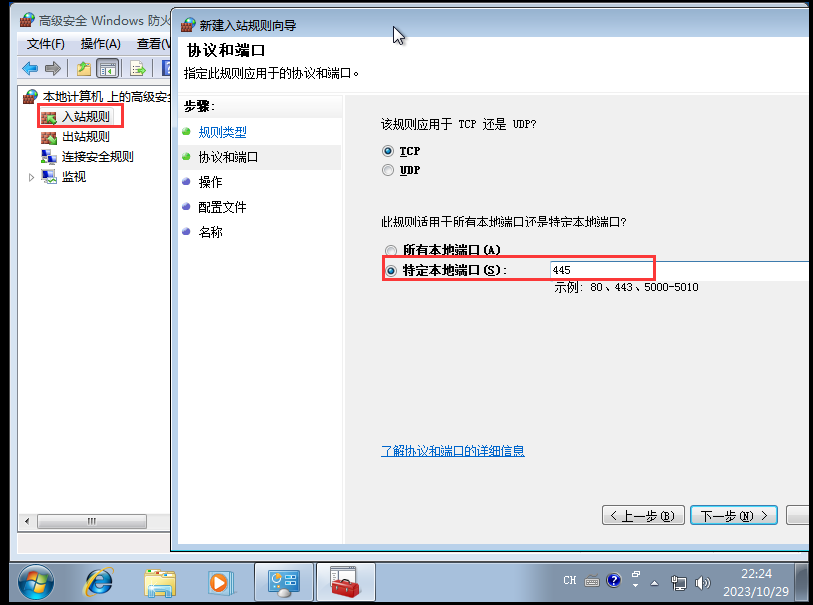 高级安全 Windows 防火
文件(F) 操作(A) 查看(V
本地计算机 上的高级安全
入站规则
出站规则
连接安全规则
监视
新建入站规则向导
协议和端口
指定此规则应用于的协议和端口。
步骤:
规则类型
协议和端口
操作
配置文件
名称
该规则应用于 TCP 还是 UDP?
TCP
UDP
此规则适用于所有本地端口还是特定本地端口?
所有本地端口(A)
特定本地端口(S): 445
示例: 80、443、5000-5010
了解协议和端口的详细信息
< 上一步(B) 下一步(N) >
CH 22:24
2023/10/29